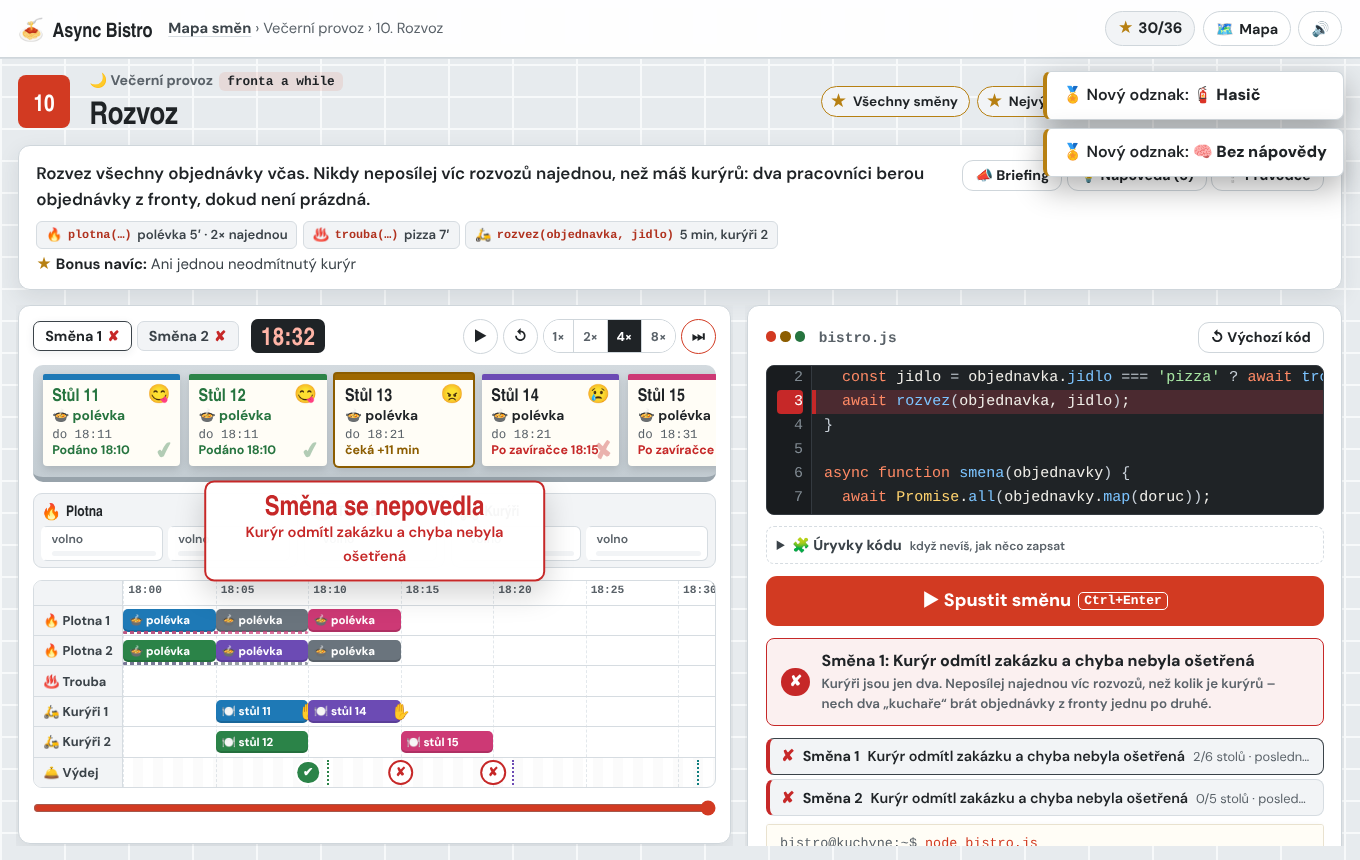 Async Bistro
Mapa směn › Večerní provoz › 10. Rozvoz
★ 30/36
Mapa
10
Večerní provoz fronta a while
Rozvoz
★ Všechny směny
★ Nejvý
Nový odznak: Hasič
Nový odznak: Bez nápovědy
Rozvez všechny objednávky včas. Nikdy neposílej víc rozvozů najednou, než máš kurýrů: dva pracovníci berou
objednávky z fronty, dokud není prázdná.
Briefing
plotna(…) polévka 5′ · 2× najednou
trouba(…) pizza 7′
rozvez(objednavka, jidlo) 5 min, kurýři 2
★ Bonus navíc: Ani jednou neodmítnutý kurýr
Směna 1 ✘
Směna 2 ✘
18:32
1×
2×
4×
8×
Stůl 11
polévka
do 18:11
Podáno 18:10
Stůl 12
polévka
do 18:11
Podáno 18:10
Stůl 13
polévka
do 18:21
čeká +11 min
Stůl 14
polévka
do 18:21
Po zavíračce 18:15
Stůl 15
polévka
do 18:31
Po zavíračce
Plotna
volno
volno
Směna se nepovedla
Kurýr odmítl zakázku a chyba nebyla
ošetřená
18:00
18:05
18:10
18:15
18:20
18:25
18:30
Plotna 1
polévka
polévka
polévka
Plotna 2
polévka
polévka
polévka
Trouba
Kurýři 1
stůl 11
stůl 14
Kurýři 2
stůl 12
stůl 15
Výdej
bistro.js
↺ Výchozí kód
2 const jidlo = objednavka.jidlo === 'pizza' ? await tro
3 await rozvez(objednavka, jidlo);
4 }
5
6 async function smena(objednavky) {
7 await Promise.all(objednavky.map(doruc));
▶ Úryvky kódu když nevíš, jak něco zapsat
▶ Spustit směnu Ctrl+Enter
Směna 1: Kurýr odmítl zakázku a chyba nebyla ošetřená
Kurýři jsou jen dva. Neposílej najednou víc rozvozů, než kolik je kurýrů –
nech dva „kuchaře“ brát objednávky z fronty jednu po druhé.
✘ Směna 1 Kurýr odmítl zakázku a chyba nebyla ošetřená 2/6 stolů · posledn…
✘ Směna 2 Kurýr odmítl zakázku a chyba nebyla ošetřená 0/5 stolů · posled…
bistro@kuchyne:~$ node bistro.js